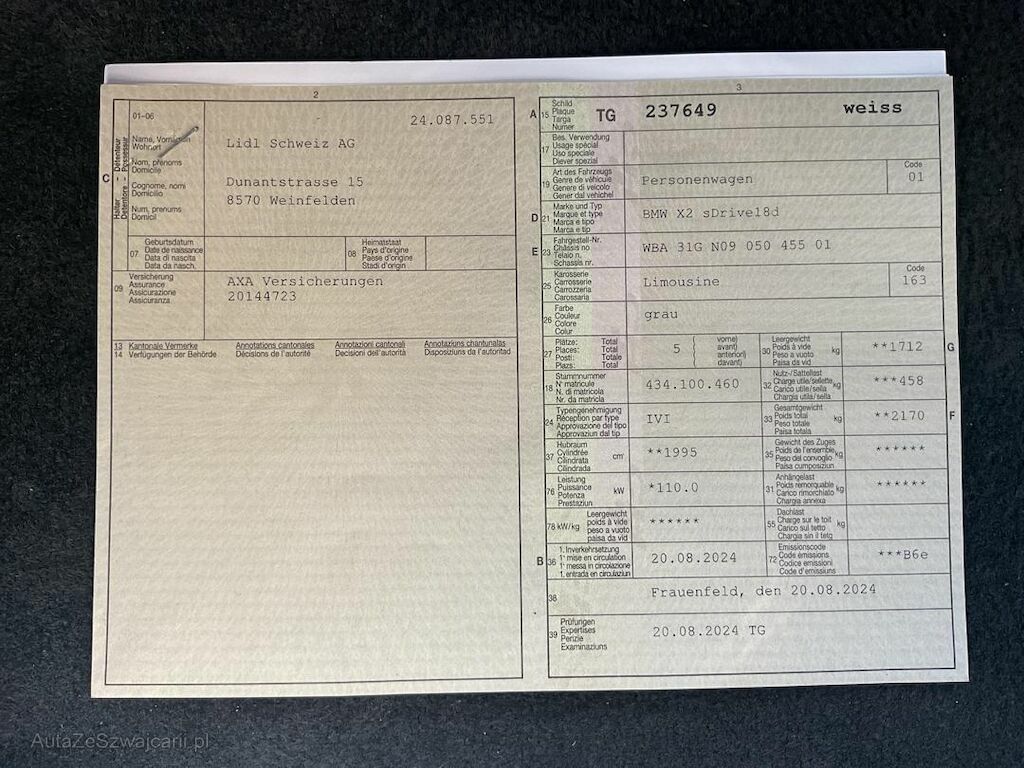 2
01-06
24.087.551
C
Halter - Détenteur
Detentore - Possessur
Name, Vornamen
Wohnort
Nom, prénoms
Domicile
Cognome, nomi
Domicilio
Num, prenums
Domicil
Lidl Schweiz AG
Dunantstrasse 15
8570 Weinfelden
07
Geburtsdatum
Date de naissance
Data di nascita
Data da nasch.
08
Heimatstaat
Pays d'origine
Paese d'origine
Stadi d'origin
09
Versicherung
Assurance
Assicurazione
Assicuranza
AXA Versicherungen
20144723
13 Kantonale Vermerke Annotations cantonales Annotazioni cantonali Annotaziuns chantunalas
14 Verfügungen der Behörde Décisions de l'autorité Decisioni dell'autorità Disposiziuns da l'autoritad
3
A 15
Schild
Plaque
Targa
Numer
TG 237649 weiss
17
Bes. Verwendung
Usage spécial
Uso speciale
Diever spezial
19
Art des Fahrzeugs
Genre de véhicule
Genere di veicolo
Gener dal vehichel
Personenwagen
Code
01
D 21
Marke und Typ
Marque et type
Marca e tipo
Marca e tip
BMW X2 sDrive18d
E 23
Fahrgestell-Nr.
Châssis no
Telaio n.
Schassis nr.
WBA 31G N09 050 455 01
25
Karosserie
Carrosserie
Carrozzeria
Carossaria
Limousine
Code
163
26
Farbe
Couleur
Colore
Colur
grau
27
Plätze: Total
Places: Total
Posti: Totale
Plazs: Total
5
( vorne)
( avant)
( anteriori)
( davant)
30
Leergewicht
Poids à vide
Peso a vuoto
Paisa da vid
kg
**1712
G
18
Stammnummer
N° matricule
N. di matricola
Nr. da matricla
434.100.460
32
Nutz-/Sattellast
Charge utile/sellette
Carico utile/sella
Chargia utila/sella
kg
***458
24
Typengenehmigung
Réception par type
Approvazione del tipo
Approvaziun dal tip
IVI
33
Gesamtgewicht
Poids total
Peso totale
Paisa totala
kg
**2170
F
37
Hubraum
Cylindrée
Cilindrata
Cilindrada
cm³
**1995
35
Gewicht des Zuges
Poids de l'ensemble
Peso del convoglio
Paisa cumposiziun
kg
******
76
Leistung
Puissance
Potenza
Prestaziun
kW
*110.0
31
Anhängelast
Poids remorquable
Carico rimorchiato
Chargia annexa
kg
******
78 kW/kg
Leergewicht
poids à vide
peso a vuoto
paisa da vid
******
55
Dachlast
Charge sur le toit
Carico sul tetto
Chargia sin il tetg
kg
B 36
1. Inverkehrsetzung
1re mise en circulation
1a messa in circolazione
1. entrada en circulaziun
20.08.2024
72
Emissionscode
Code émissions
Codice emissioni
Code d'emissiuns
***B6e
38
Frauenfeld, den 20.08.2024
39
Prüfungen
Expertises
Perizie
Examinaziuns
20.08.2024 TG
AutaZeSzwajcarii.pl